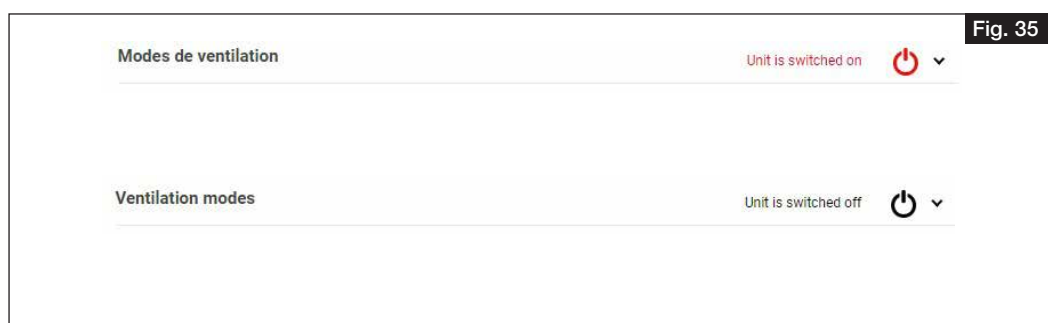 Fig. 35
Modes de ventilation Unit is switched on
Ventilation modes Unit is switched off